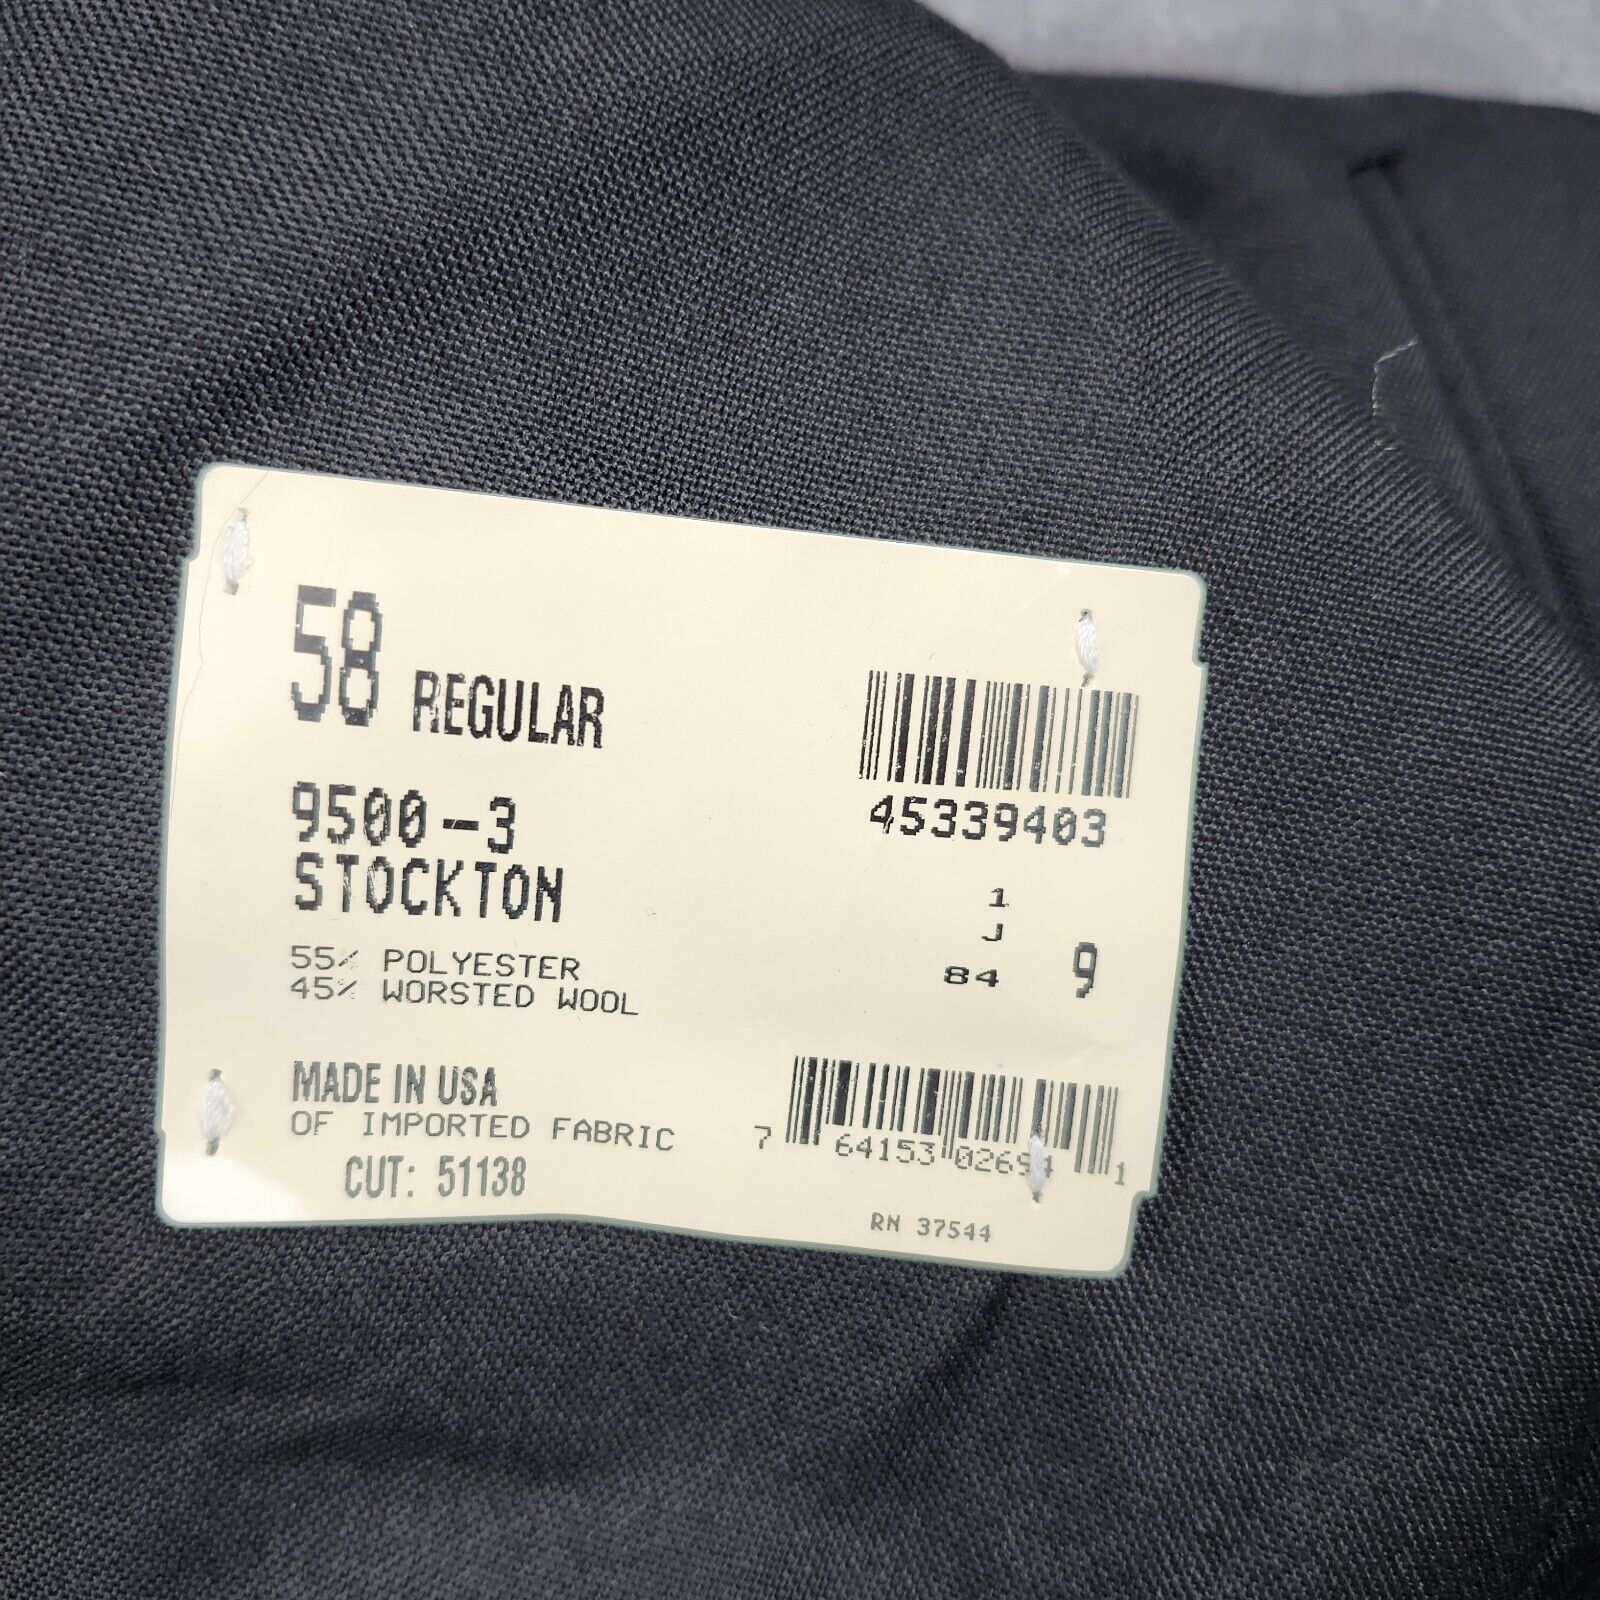 58 REGULAR
9500-3
STOCKTON
55% POLYESTER
45% WORSTED WOOL
MADE IN USA
OF IMPORTED FABRIC
CUT: 51138
45339403
1
J
84 9
7 64153 02694 1
RN 37544